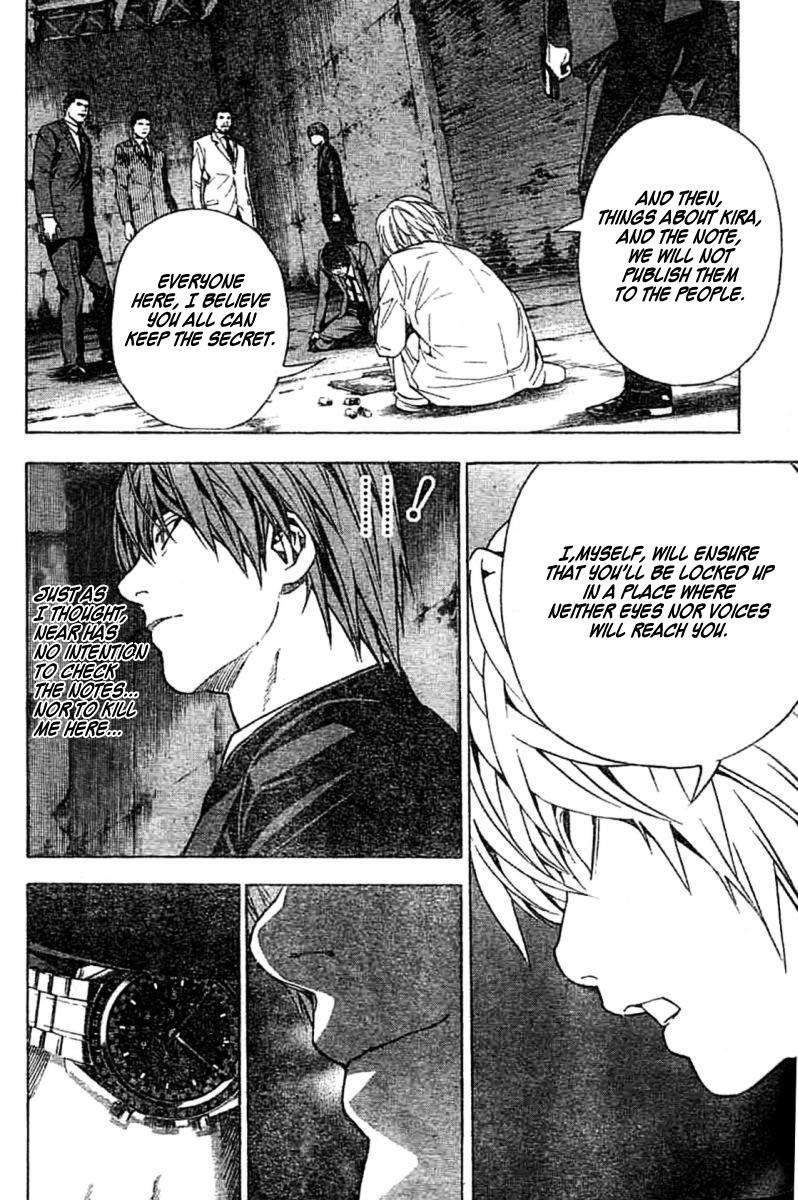 AND THEN,
THINGS ABOUT KIRA,
AND THE NOTE,
WE WILL NOT
PUBLISH THEM
TO THE PEOPLE.
EVERYONE
HERE, I BELIEVE
YOU ALL CAN
KEEP THE SECRET.
I,MYSELF, WILL ENSURE
THAT YOU'LL BE LOCKED UP
IN A PLACE WHERE
NEITHER EYES NOR VOICES
WILL REACH YOU.
!
JUST AS
I THOUGHT,
NEAR HAS
NO INTENTION
TO CHECK
THE NOTES...
NOR TO KILL
ME HERE...